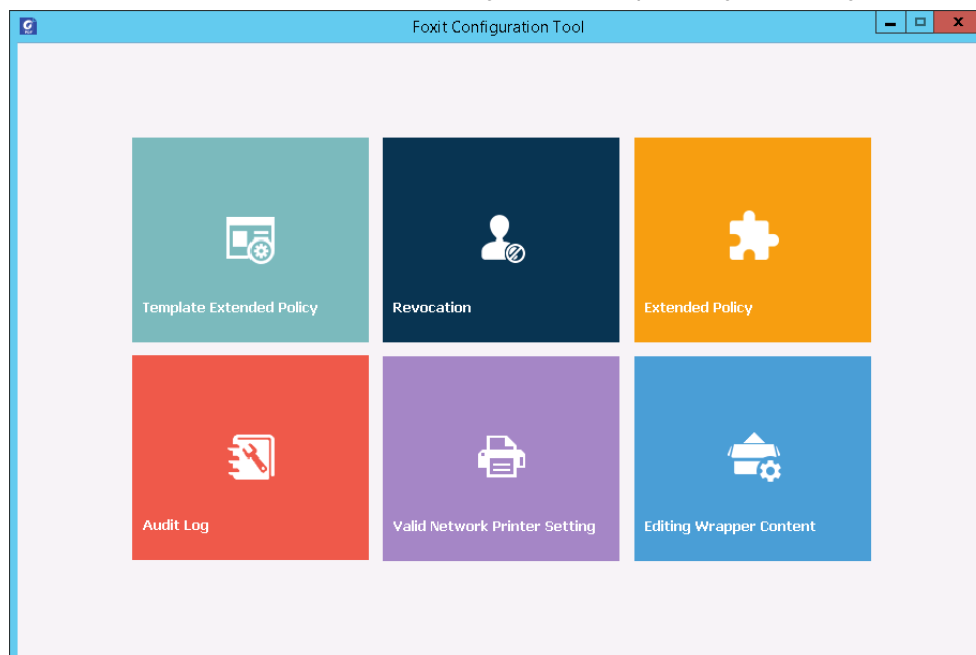 Foxit Configuration Tool
Template Extended Policy
Revocation
Extended Policy
Audit Log
Valid Network Printer Setting
Editing Wrapper Content